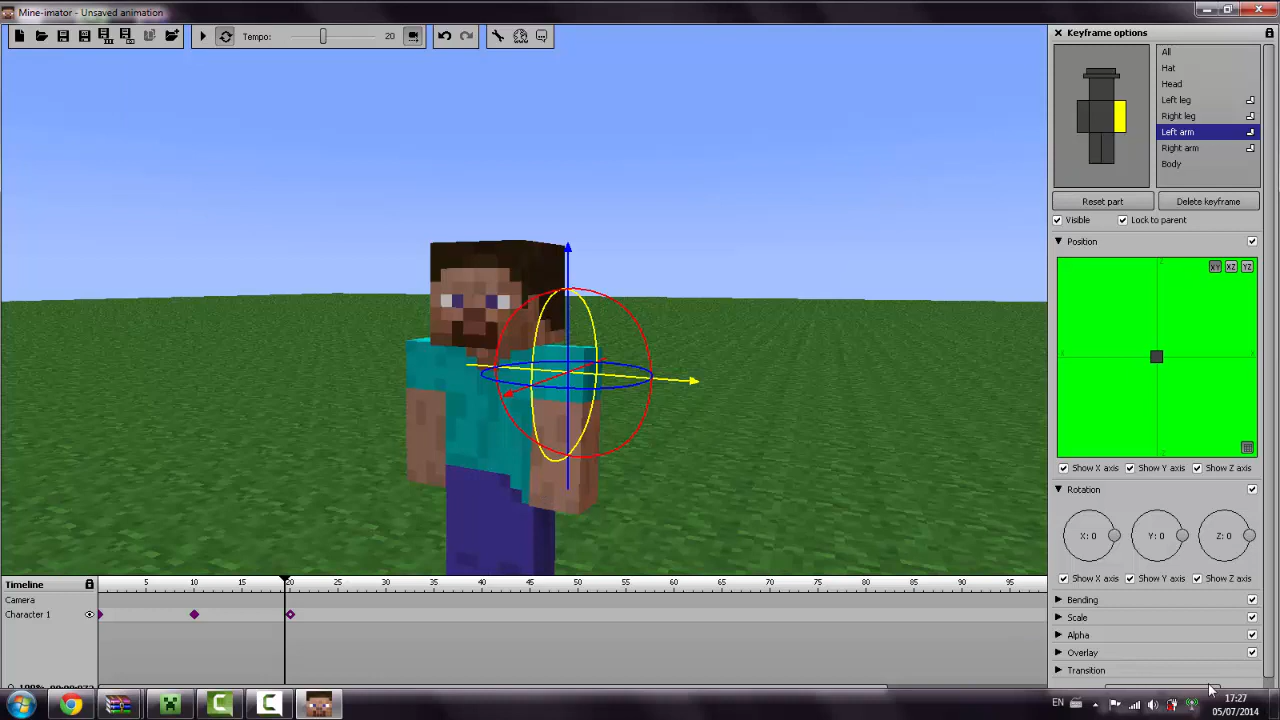 Mine-imator - Unsaved animation
Tempo: 20
Keyframe options
All
Hat
Head
Left leg
Right leg
Left arm
Right arm
Body
Reset part Delete keyframe
Visible Lock to parent
Position
XY XZ YZ
Show X axis Show Y axis Show Z axis
Rotation
X: 0 Y: 0 Z: 0
Show X axis Show Y axis Show Z axis
Bending
Scale
Alpha
Overlay
Transition
Timeline 5 10 15 20 25 30 35 40 45 50 55 60 65 70 75 80 85 90 95
Camera
Character 1
EN 17:27
05/07/2014